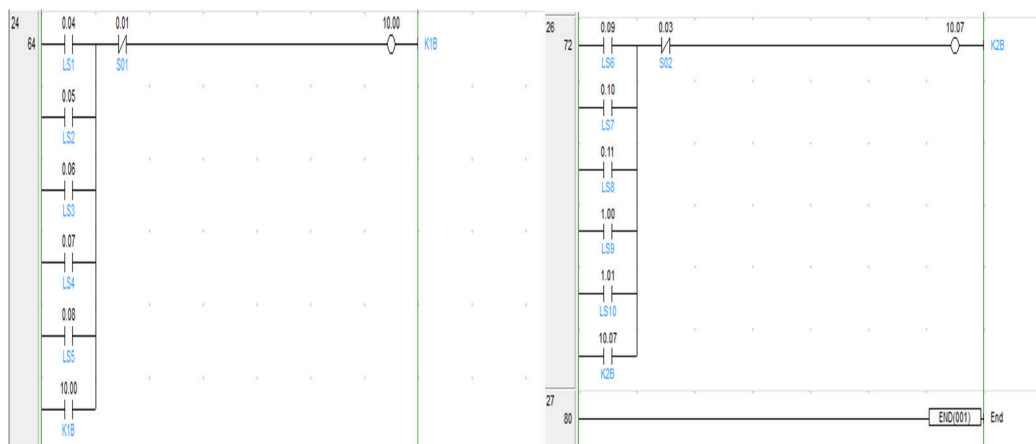 24
0.04 0.01 10.00
64 K1B
LS1 S01
0.05
LS2
0.06
LS3
0.07
LS4
0.08
LS5
10.00
K1B
26
0.09 0.03 10.07
72 K2B
LS6 S02
0.10
LS7
0.11
LS8
1.00
LS9
1.01
LS10
10.07
K2B
27
80 END(001) End